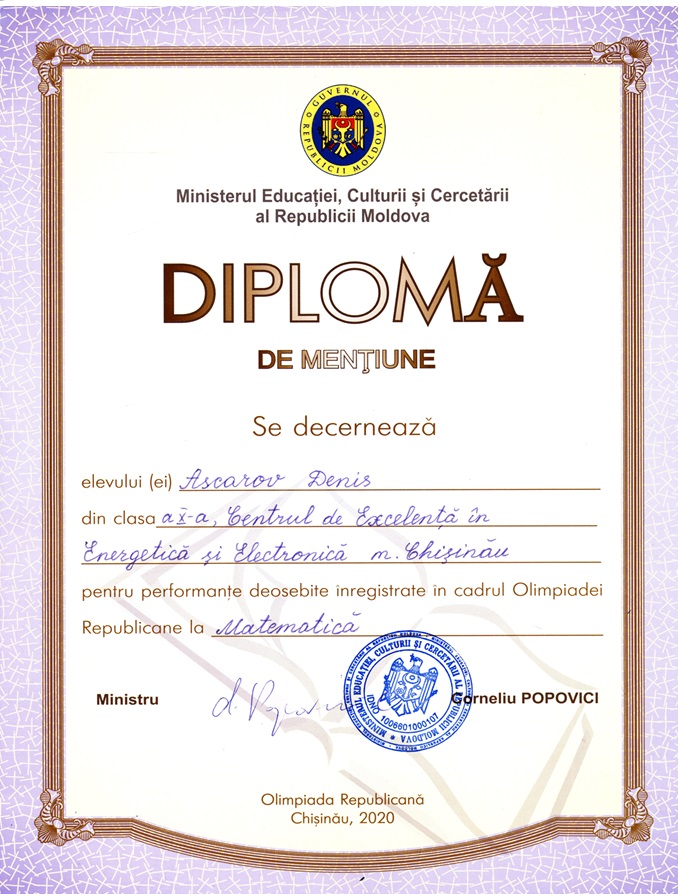 GUVERNUL
REPUBLICII MOLDOVA
Ministerul Educației, Culturii și Cercetării
al Republicii Moldova
DIPLOMĂ
DE MENŢIUNE
Se decernează
elevului (ei) Ascarov Denis
din clasa a X-a, Centrul de Excelență în
Energetică și Electronică m. Chișinău
pentru performanțe deosebite înregistrate în cadrul Olimpiadei
Republicane la Matematică
Ministru
Corneliu POPOVICI
MINISTERUL EDUCAȚIEI, CULTURII ȘI CERCETĂRII AL REPUBLICII MOLDOVA
IDNO 1006601000107
Olimpiada Republicană
Chișinău, 2020